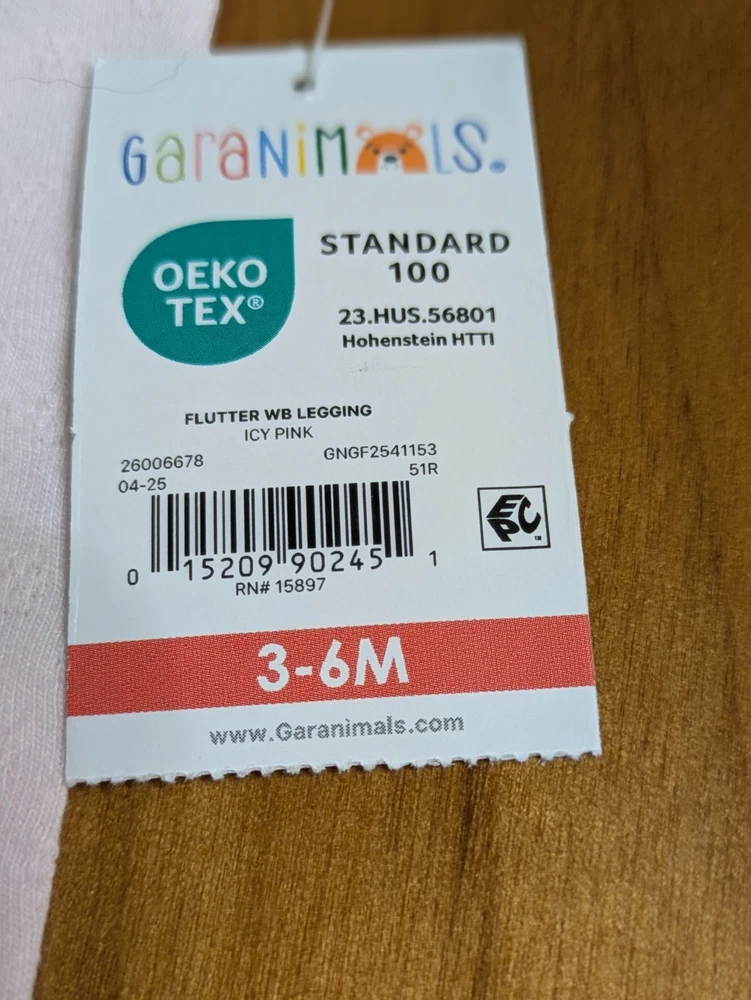 GaraNiMALS.
OEKO
TEX®
STANDARD
100
23.HUS.56801
Hohenstein HTTI
FLUTTER WB LEGGING
ICY PINK
26006678
GNGF2541153
04-25
51R
EPC
TM
0 15209 90245 1
RN# 15897
3-6M
www.Garanimals.com